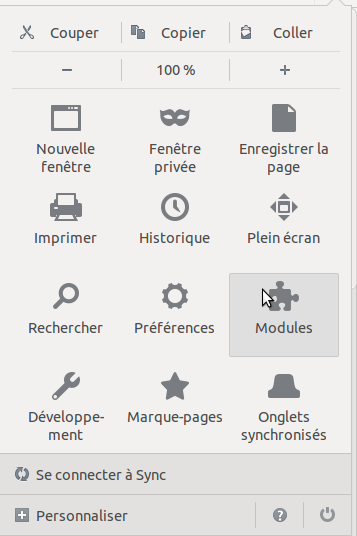 Couper Copier Coller
− 100 % +
Nouvelle fenêtre
Fenêtre privée
Enregistrer la page
Imprimer Historique Plein écran
Rechercher Préférences Modules
Développe-
ment
Marque-pages
Onglets
synchronisés
Se connecter à Sync
Personnaliser ?